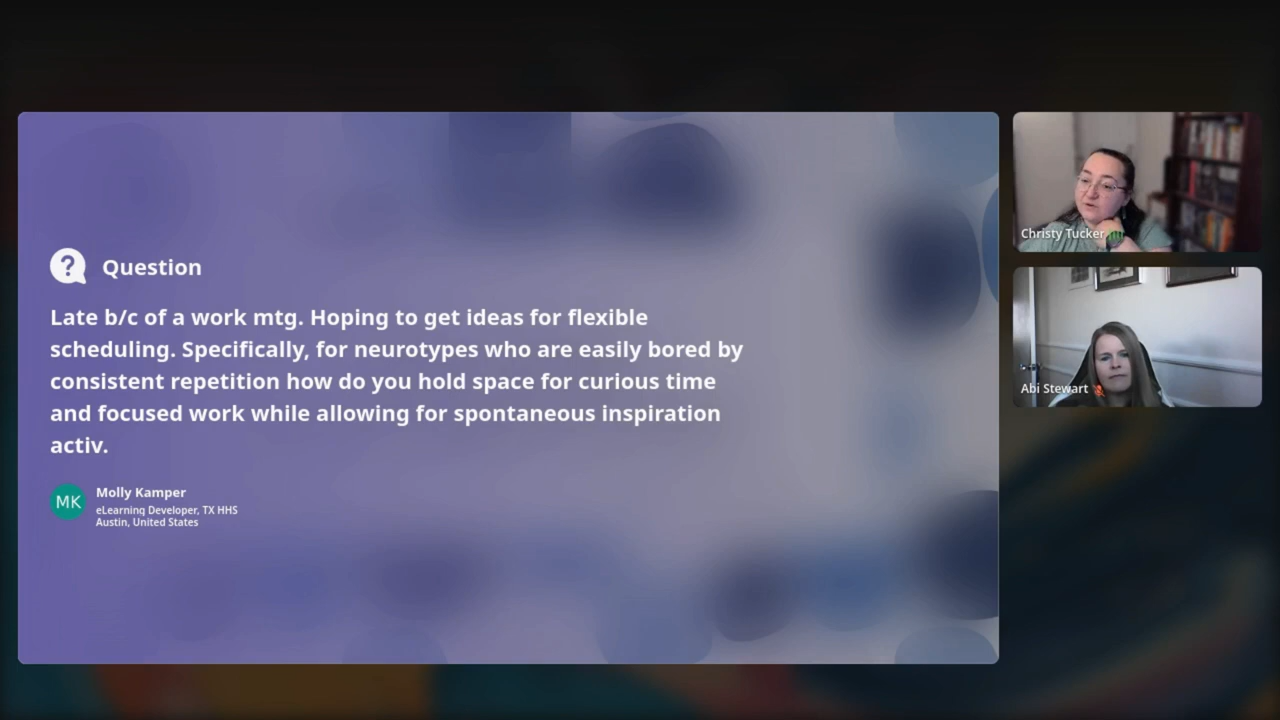 Question
Late b/c of a work mtg. Hoping to get ideas for flexible
scheduling. Specifically, for neurotypes who are easily bored by
consistent repetition how do you hold space for curious time
and focused work while allowing for spontaneous inspiration
activ.
MK
Molly Kamper
eLearning Developer, TX HHS
Austin, United States
Christy Tucker
Abi Stewart